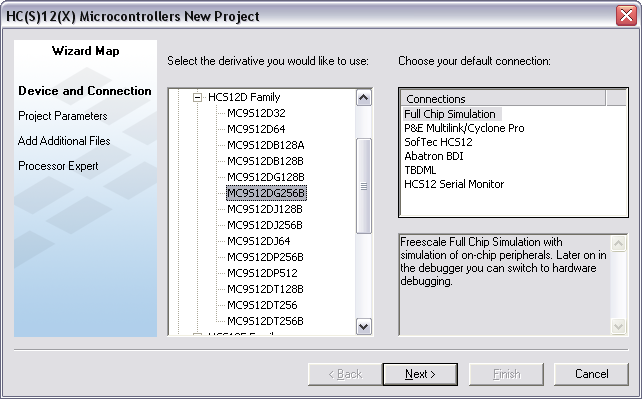 HC(S)12(X) Microcontrollers New Project
Wizard Map
Device and Connection
Project Parameters
Add Additional Files
Processor Expert
Select the derivative you would like to use:
HCS12D Family
MC9S12D32
MC9S12D64
MC9S12DB128A
MC9S12DB128B
MC9S12DG128B
MC9S12DG256B
MC9S12DJ128B
MC9S12DJ256B
MC9S12DJ64
MC9S12DP256B
MC9S12DP512
MC9S12DT128B
MC9S12DT256
MC9S12DT256B
Choose your default connection:
Connections
Full Chip Simulation
P&E Multilink/Cyclone Pro
SofTec HCS12
Abatron BDI
TBDML
HCS12 Serial Monitor
Freescale Full Chip Simulation with
simulation of on-chip peripherals. Later on in
the debugger you can switch to hardware
debugging.
< Back
Next >
Finish
Cancel